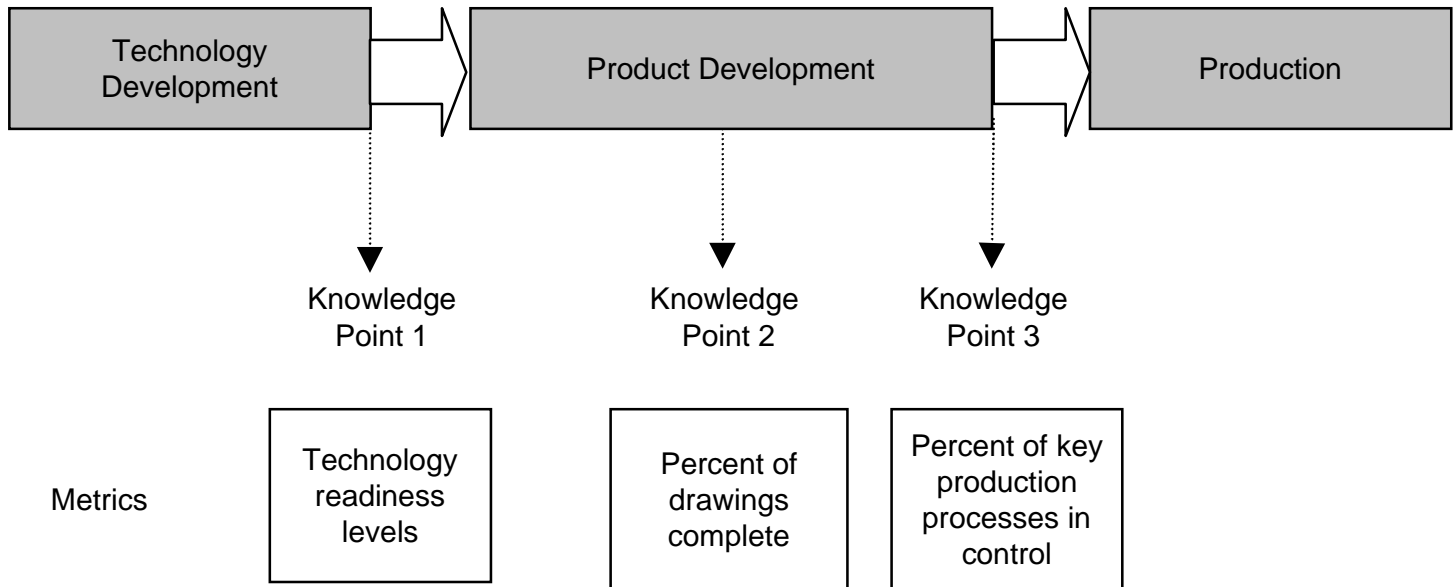 Technology
Development
Product Development
Production
Knowledge
Point 1
Knowledge
Point 2
Knowledge
Point 3
Metrics
Technology
readiness
levels
Percent of
drawings
complete
Percent of key
production
processes in
control